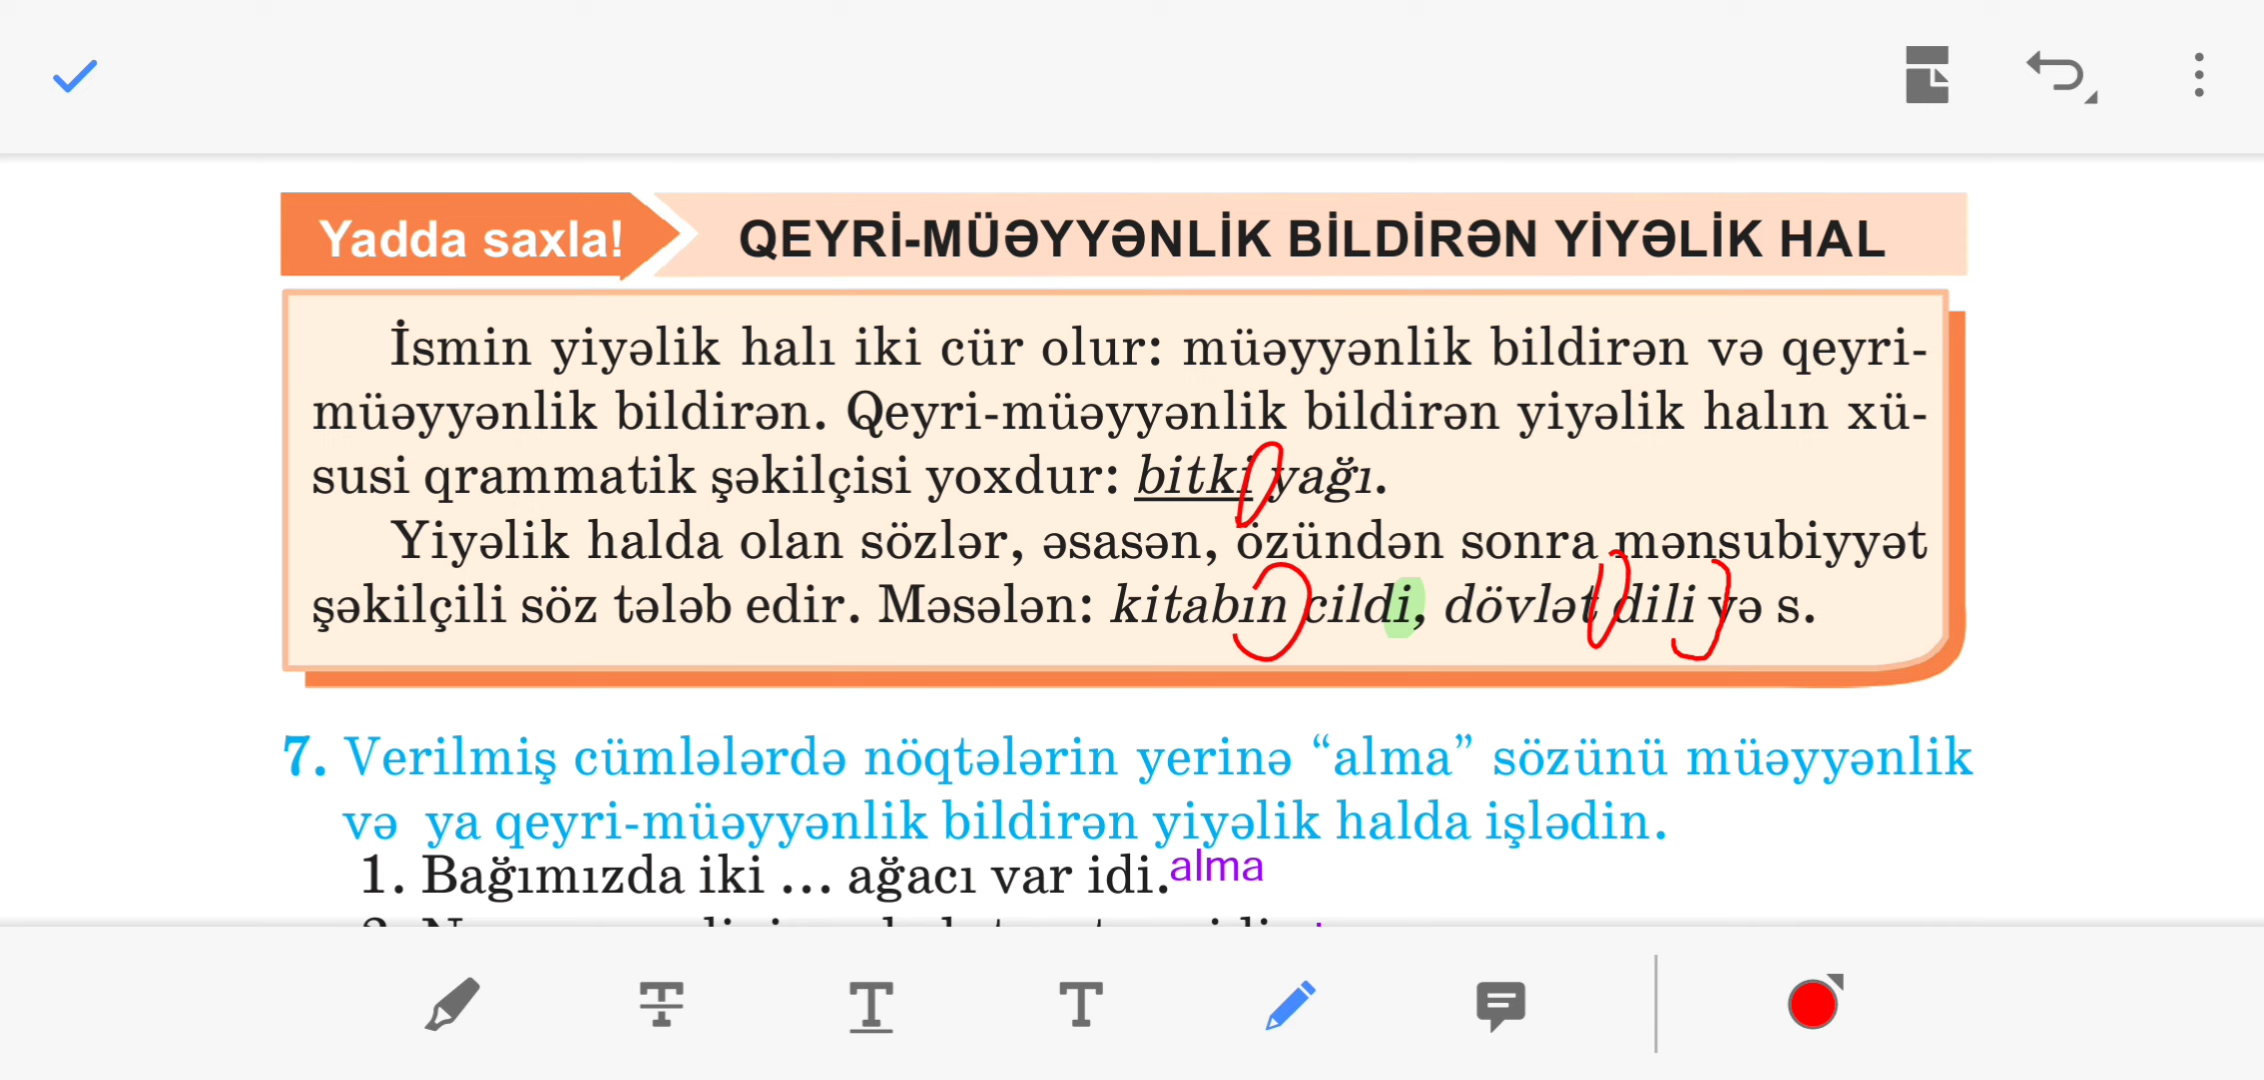 Yadda saxla! QEYRİ-MÜƏYYƏNLİK BİLDİRƏN YİYƏLİK HAL
İsmin yiyəlik halı iki cür olur: müəyyənlik bildirən və qeyri-
müəyyənlik bildirən. Qeyri-müəyyənlik bildirən yiyəlik halın xü-
susi qrammatik şəkilçisi yoxdur: bitki yağı.
Yiyəlik halda olan sözlər, əsasən, özündən sonra mənsubiyyət
şəkilçili söz tələb edir. Məsələn: kitabın cildi, dövlət dili və s.
7. Verilmiş cümlələrdə nöqtələrin yerinə “alma” sözünü müəyyənlik
və ya qeyri-müəyyənlik bildirən yiyəlik halda işlədin.
1. Bağımızda iki ... ağacı var idi. alma